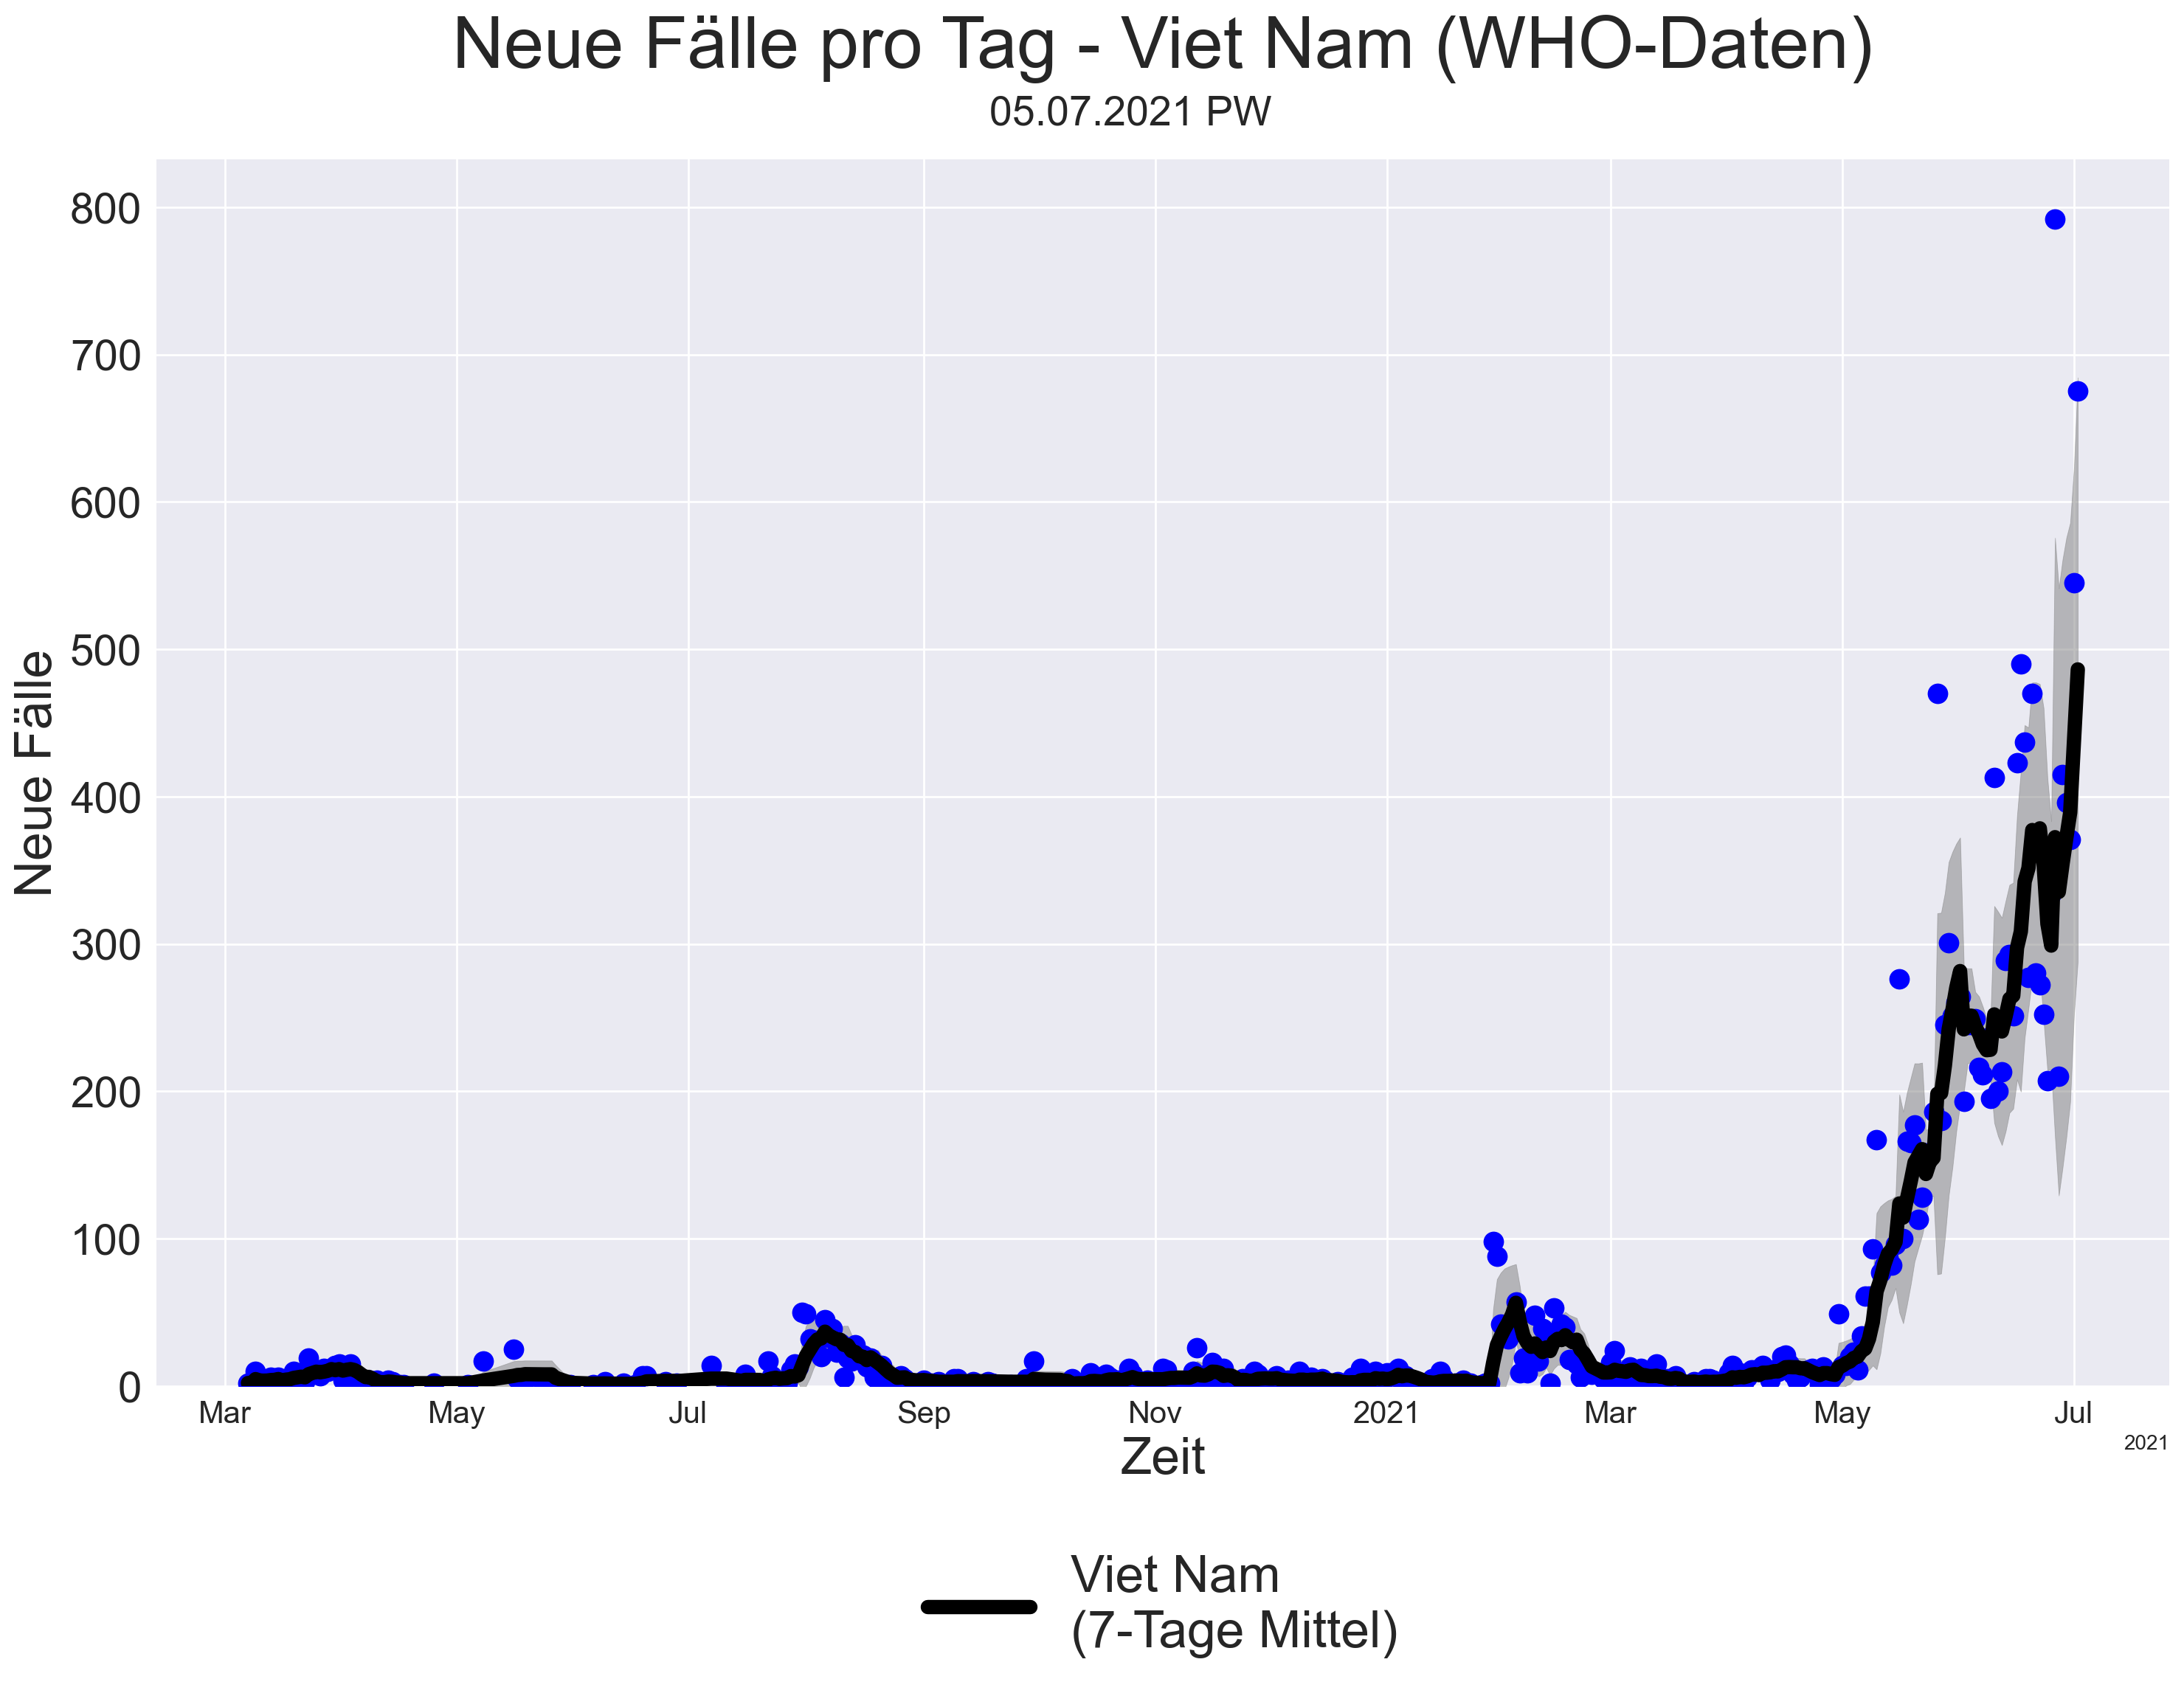 Neue Fälle pro Tag - Viet Nam (WHO-Daten)
05.07.2021 PW
Neue Fälle
800
700
600
500
400
300
200
100
0
Mar May Jul Sep Nov 2021 Mar May Jul
2021
Zeit
Viet Nam
(7-Tage Mittel)